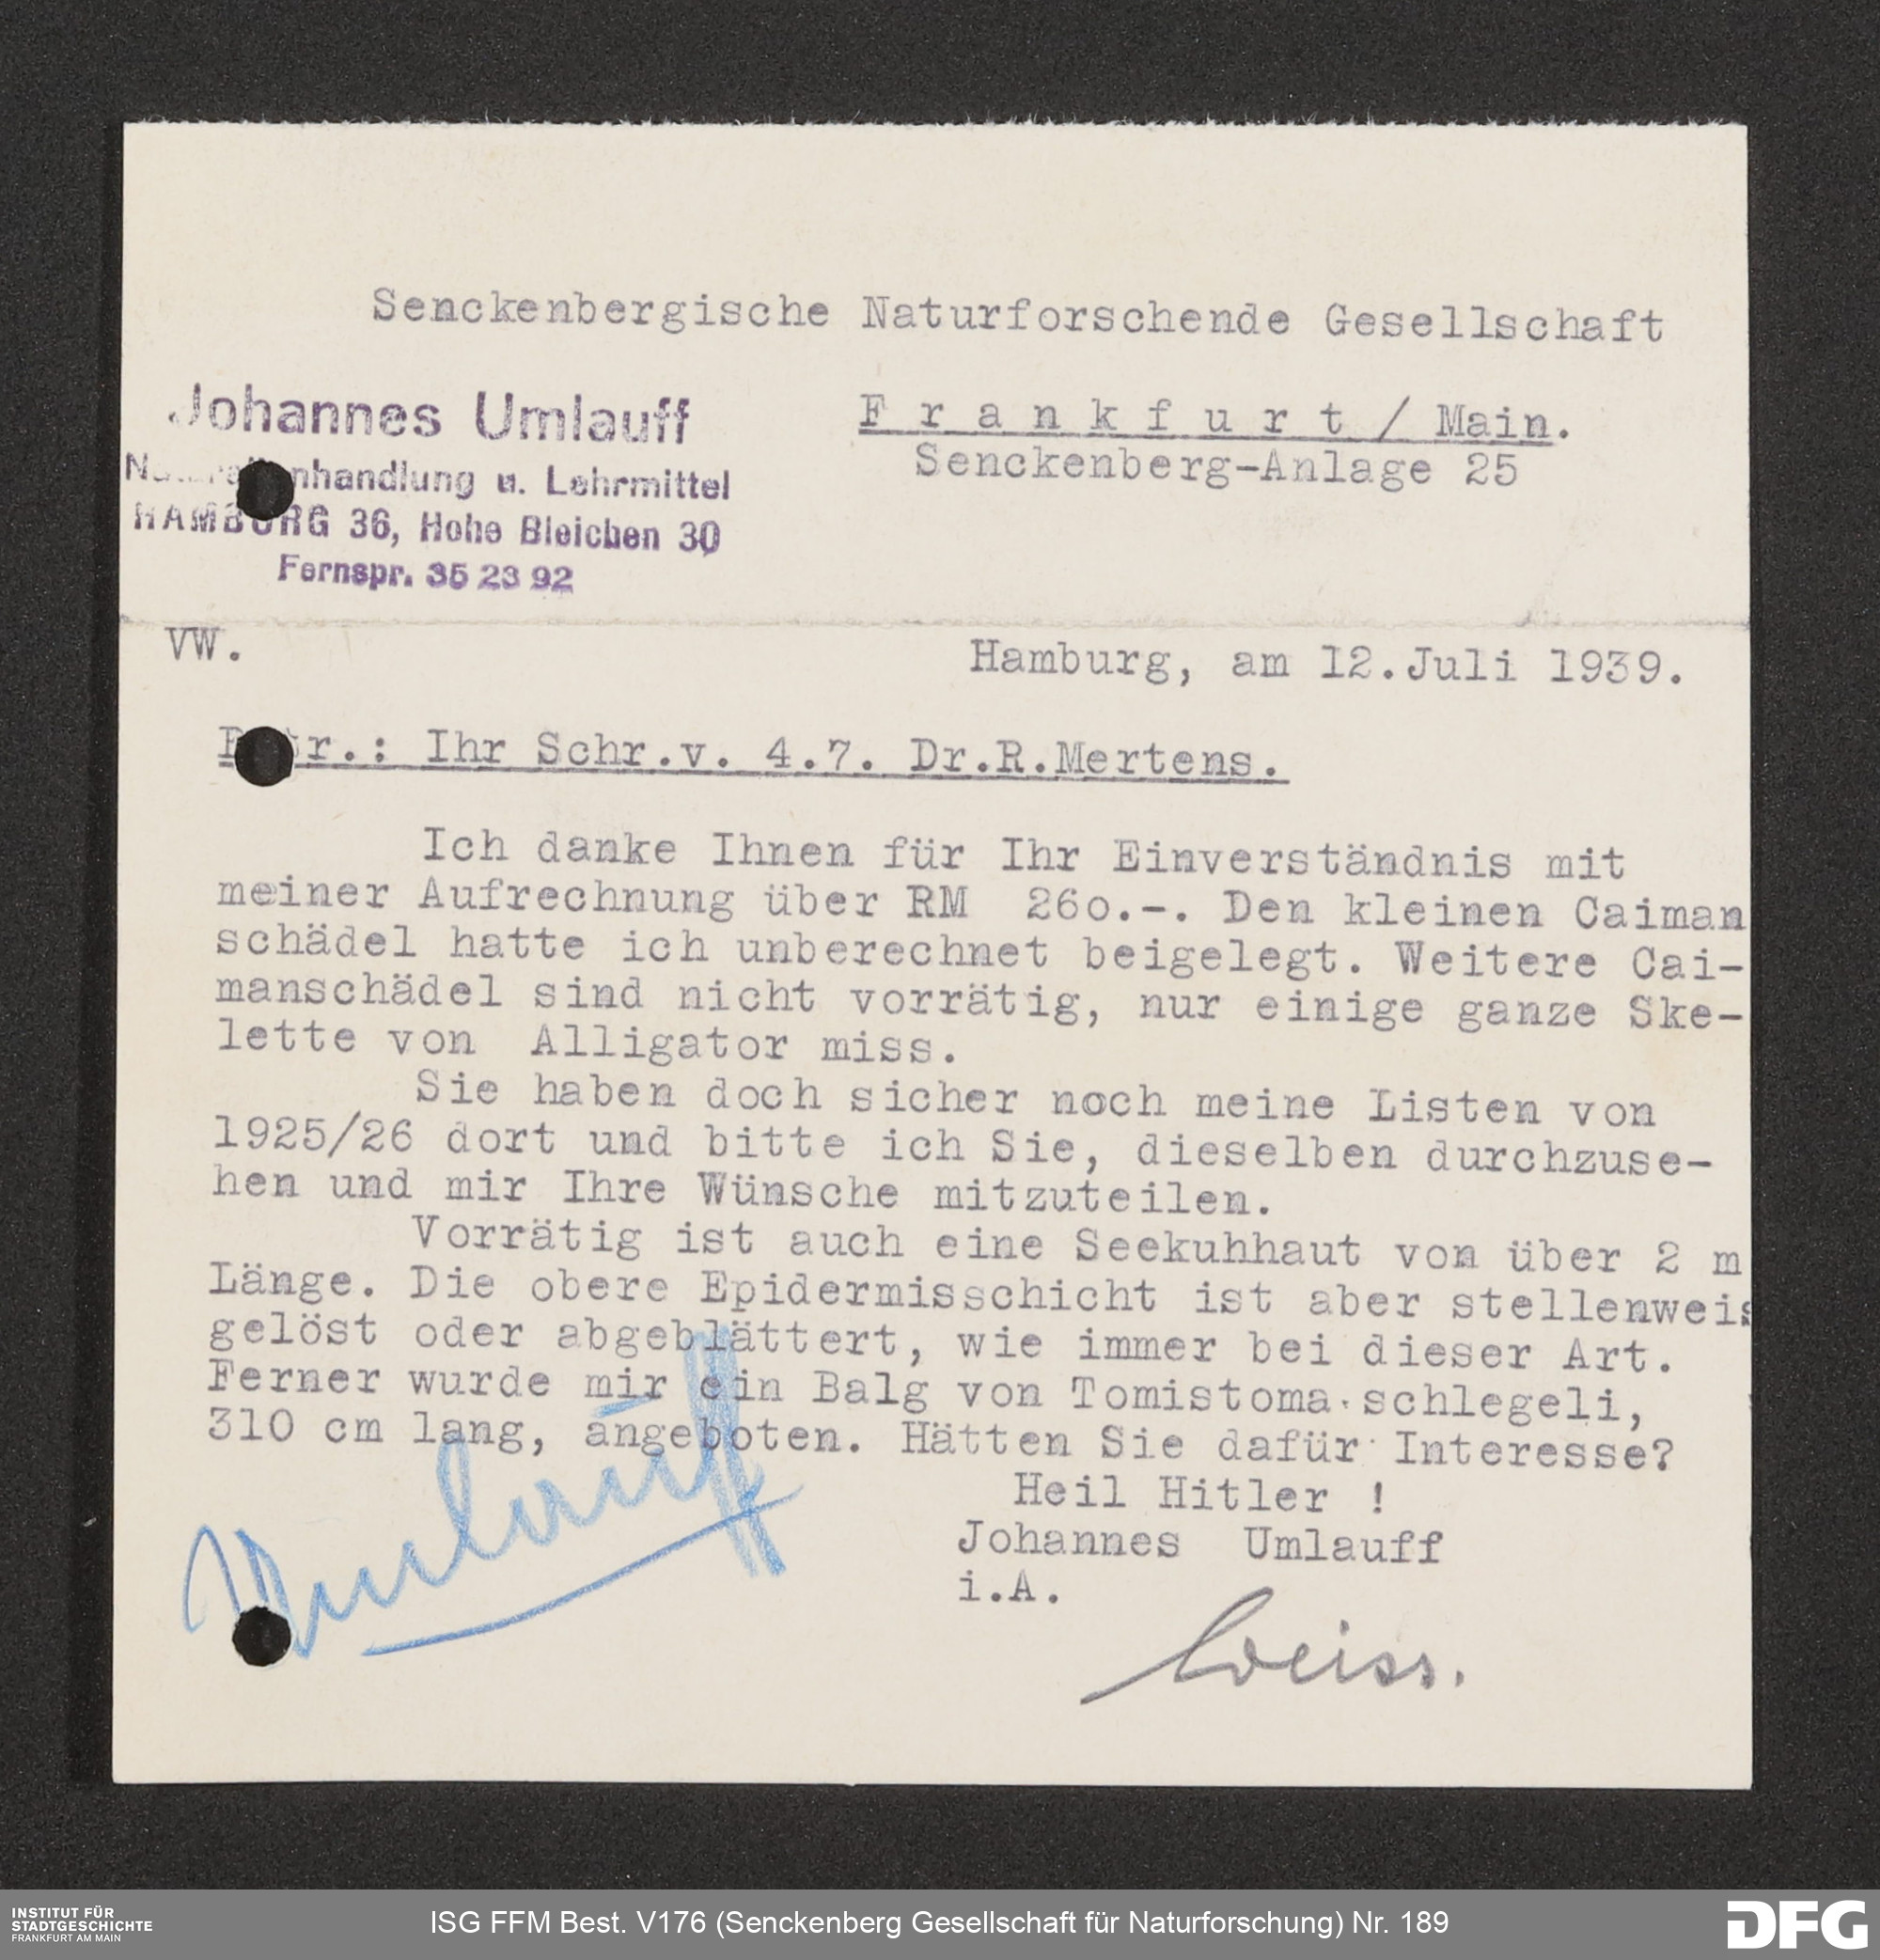 Senckenbergische Naturforschende Gesellschaft
Johannes Umlauff
nhandlung u. Lehrmittel
HAMBURG 36, Hohe Bleichen 30
Fernspr. 35 23 92
F r a n k f u r t / Main.
Senckenberg-Anlage 25
VW.
Hamburg, am 12.Juli 1939.
Betr.: Ihr Schr.v. 4.7. Dr.R.Mertens.
Ich danke Ihnen für Ihr Einverständnis mit
meiner Aufrechnung über RM 26o.-. Den kleinen Caiman
schädel hatte ich unberechnet beigelegt. Weitere Cai-
manschädel sind nicht vorrätig, nur einige ganze Ske-
lette von Alligator miss.
Sie haben doch sicher noch meine Listen von
1925/26 dort und bitte ich Sie, dieselben durchzuse-
hen und mir Ihre Wünsche mitzuteilen.
Vorrätig ist auch eine Seekuhhaut von über 2 m
Länge. Die obere Epidermisschicht ist aber stellenweis
gelöst oder abgeblättert, wie immer bei dieser Art.
Ferner wurde mir ein Balg von Tomistoma schlegeli,
310 cm lang, angeboten. Hätten Sie dafür Interesse?
Heil Hitler !
Johannes Umlauff
i.A.
Umlauff
Weiss.
INSTITUT FÜR
STADTGESCHICHTE
FRANKFURT AM MAIN
ISG FFM Best. V176 (Senckenberg Gesellschaft für Naturforschung) Nr. 189
DFG